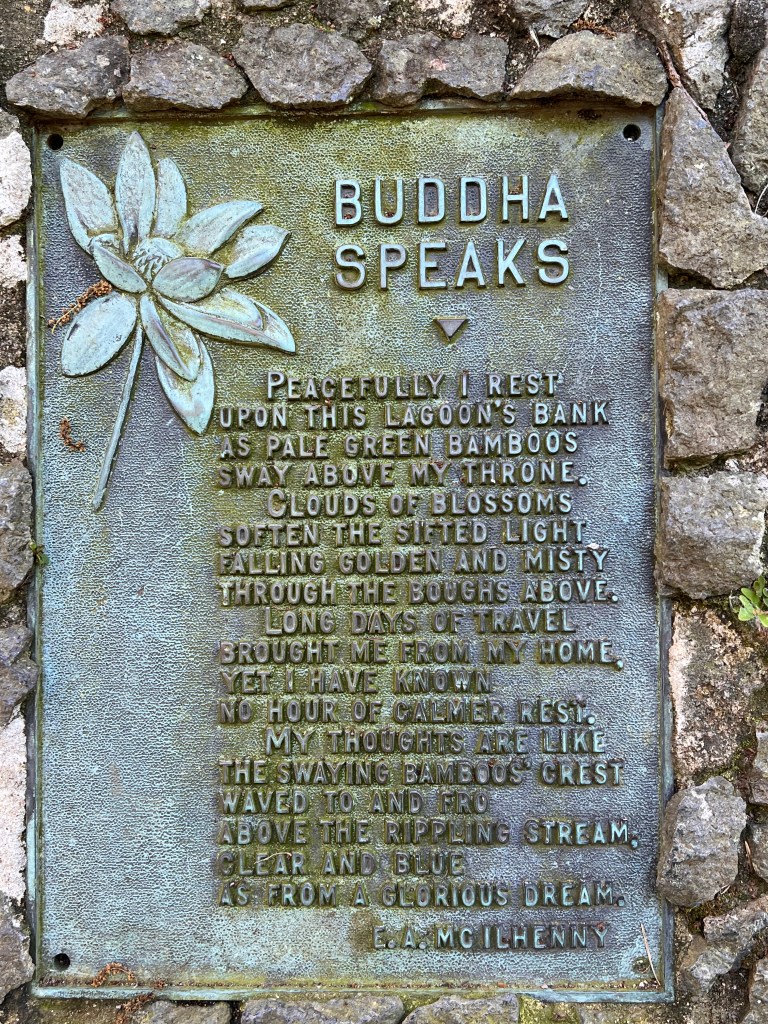 BUDDHA
SPEAKS
PEACEFULLY I REST
UPON THIS LAGOON'S BANK
AS PALE GREEN BAMBOOS
SWAY ABOVE MY THRONE.
CLOUDS OF BLOSSOMS
SOFTEN THE SIFTED LIGHT
FALLING GOLDEN AND MISTY
THROUGH THE BOUGHS ABOVE.
LONG DAYS OF TRAVEL
BROUGHT ME FROM MY HOME,
YET I HAVE KNOWN
NO HOUR OF CALMER REST.
MY THOUGHTS ARE LIKE
THE SWAYING BAMBOOS' CREST
WAVED TO AND FRO
ABOVE THE RIPPLING STREAM,
CLEAR AND BLUE
AS FROM A GLORIOUS DREAM.
E. A. MCILHENNY